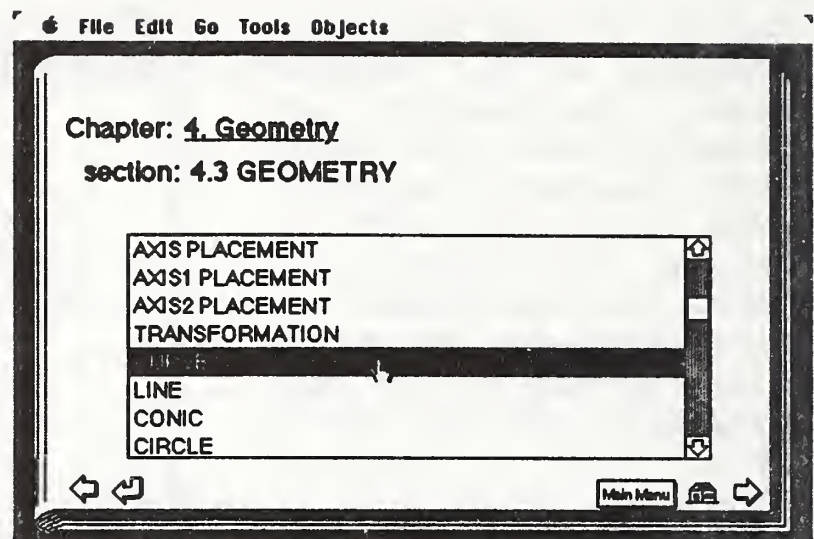 File Edit Go Tools Objects
Chapter: 4. Geometry
section: 4.3 GEOMETRY
AXIS PLACEMENT
AXIS1 PLACEMENT
AXIS2 PLACEMENT
TRANSFORMATION
LINE
CONIC
CIRCLE
Main Menu